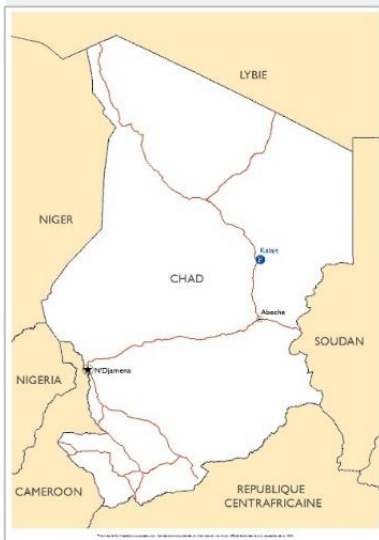 LYBIE
NIGER
Kalait
CHAD
Abeche
SOUDAN
N'Djamena
NIGERIA
CAMEROON
REPUBLIQUE
CENTRAFRICAINE